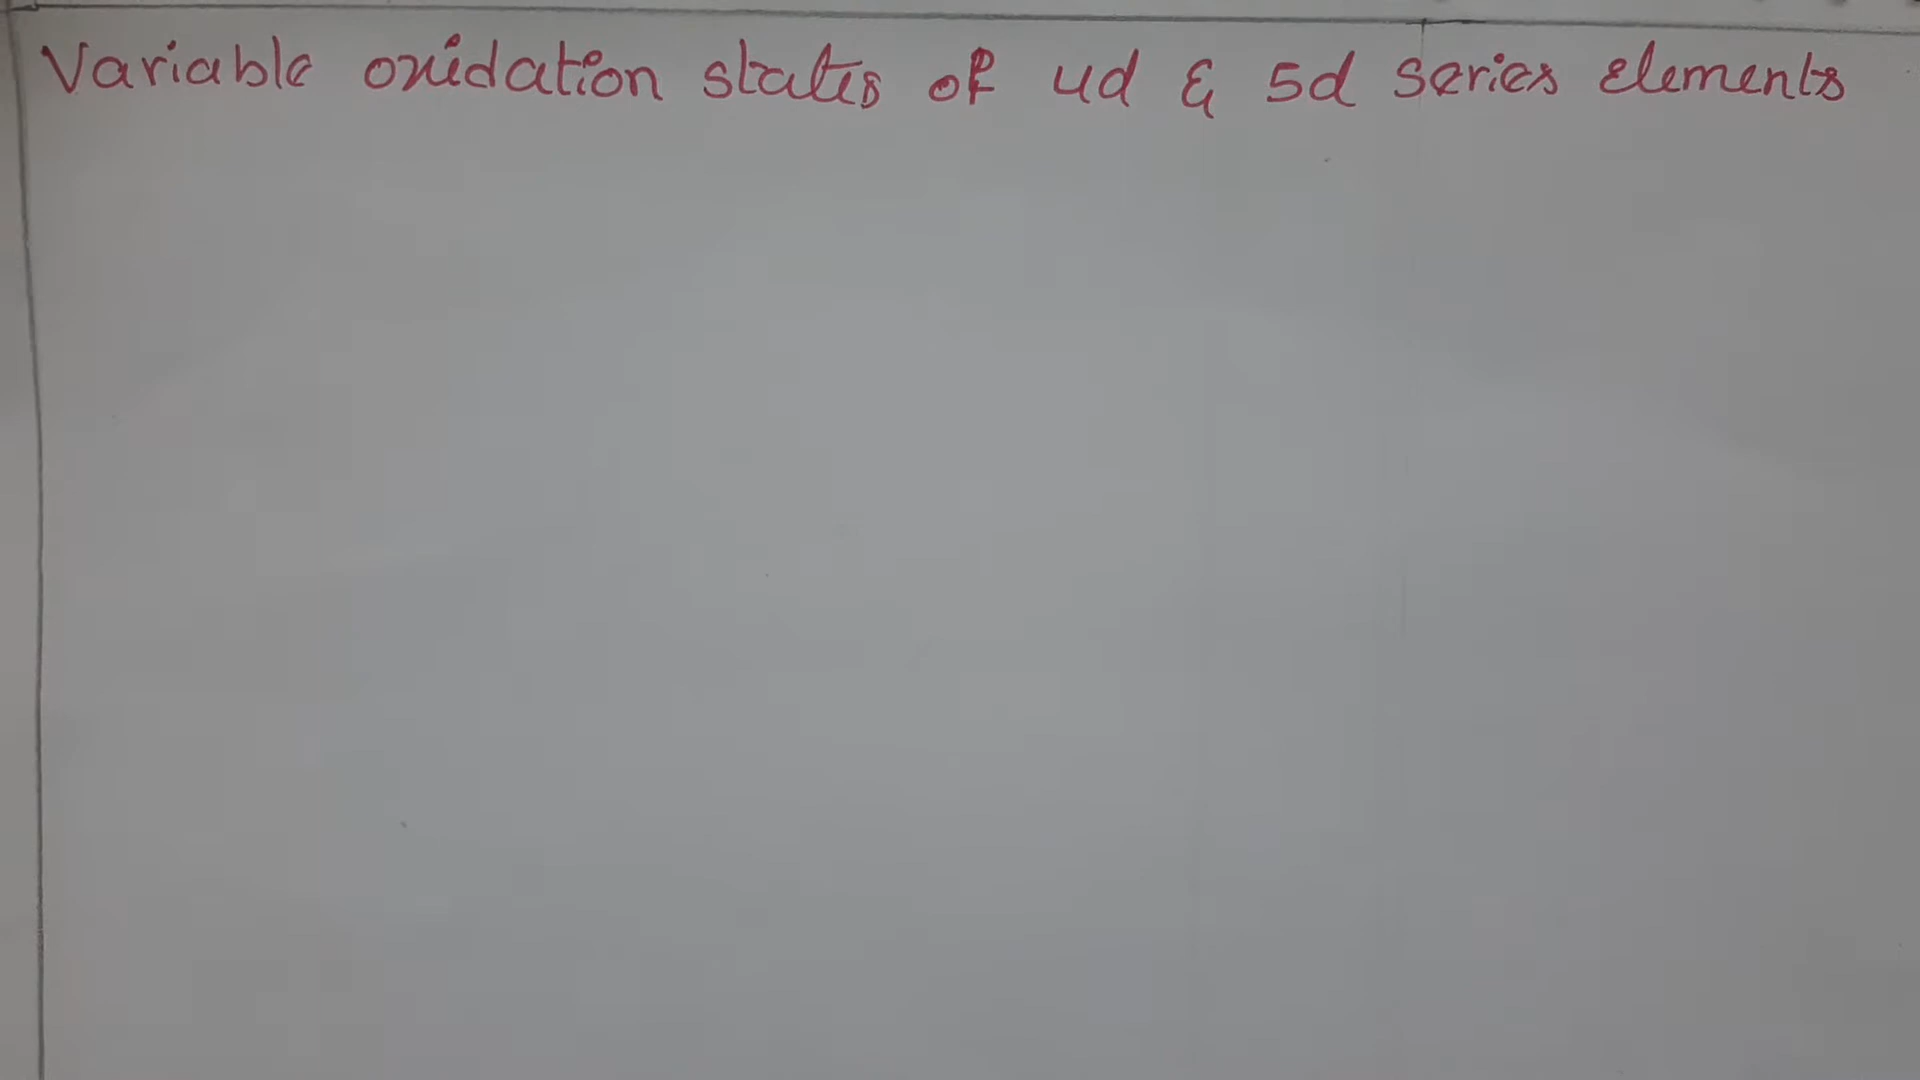 Variable oxidation states of 4d & 5d series elements